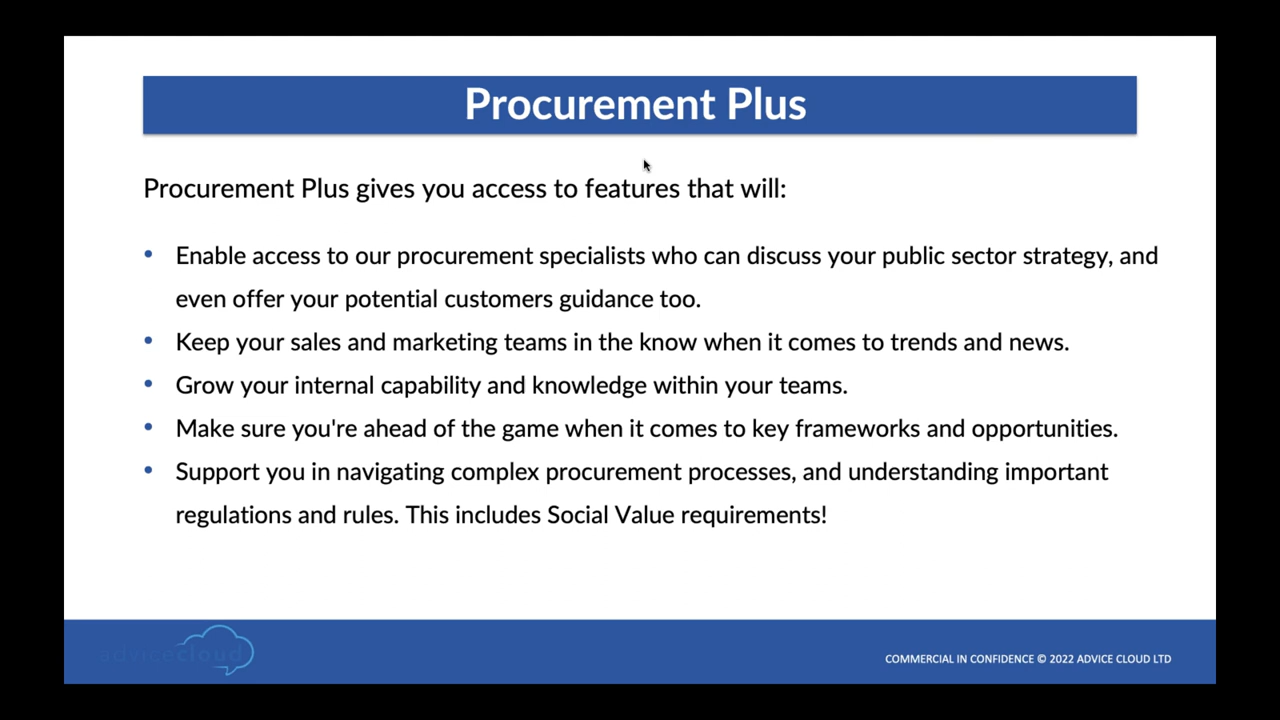 Procurement Plus
Procurement Plus gives you access to features that will:
• Enable access to our procurement specialists who can discuss your public sector strategy, and
even offer your potential customers guidance too.
• Keep your sales and marketing teams in the know when it comes to trends and news.
• Grow your internal capability and knowledge within your teams.
• Make sure you're ahead of the game when it comes to key frameworks and opportunities.
• Support you in navigating complex procurement processes, and understanding important
regulations and rules. This includes Social Value requirements!
advicecloud
COMMERCIAL IN CONFIDENCE © 2022 ADVICE CLOUD LTD